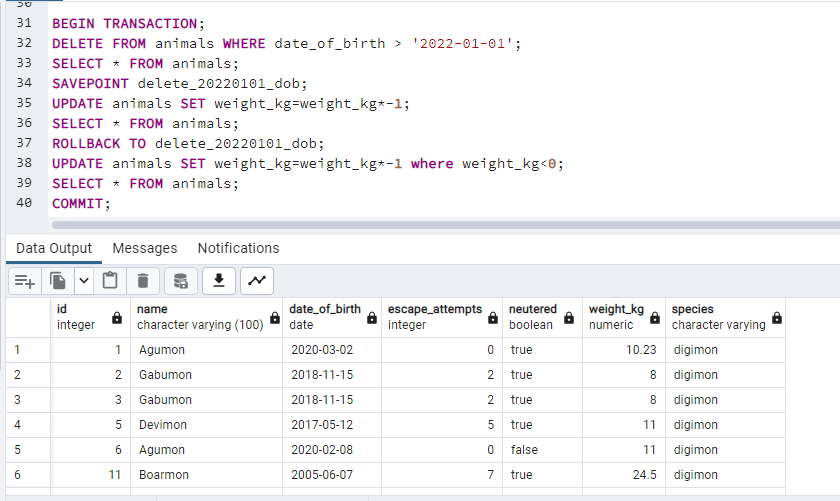 30
31 BEGIN TRANSACTION;
32 DELETE FROM animals WHERE date_of_birth > '2022-01-01';
33 SELECT * FROM animals;
34 SAVEPOINT delete_20220101_dob;
35 UPDATE animals SET weight_kg=weight_kg*-1;
36 SELECT * FROM animals;
37 ROLLBACK TO delete_20220101_dob;
38 UPDATE animals SET weight_kg=weight_kg*-1 where weight_kg<0;
39 SELECT * FROM animals;
40 COMMIT;
Data Output Messages Notifications
id name date_of_birth escape_attempts neutered weight_kg species
integer character varying (100) date integer boolean numeric character varying
1 1 Agumon 2020-03-02 0 true 10.23 digimon
2 2 Gabumon 2018-11-15 2 true 8 digimon
3 3 Gabumon 2018-11-15 2 true 8 digimon
4 5 Devimon 2017-05-12 5 true 11 digimon
5 6 Agumon 2020-02-08 0 false 11 digimon
6 11 Boarmon 2005-06-07 7 true 24.5 digimon